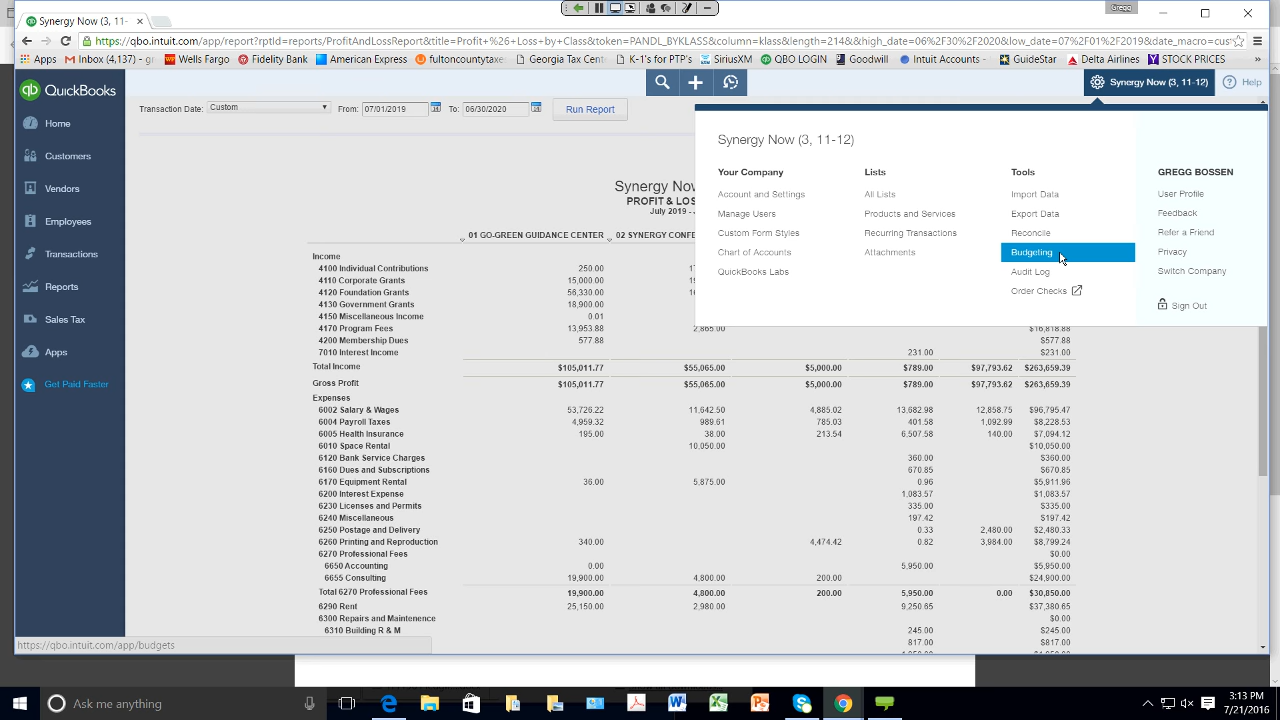 Gregg
Synergy Now (3, 11- ×
https://qbo.intuit.com/app/report?rptId=reports/ProfitAndLossReport&title=Profit+%26+Loss+by+Class&token=PANDL_BYKLASS&column=klass&length=214&&high_date=06%2F30%2F2020&low_date=07%2F01%2F2019&date_macro=cus
Apps Inbox (4,137) - g Wells Fargo Fidelity Bank American Express fultoncountytaxes. Kareo SiriusXM QBO LOGIN Goodwill Intuit Accounts - GuideStar Delta Airlines STOCK PRICES »
QuickBooks
Synergy Now (3, 11-12)
Help
Home
Customers
Vendors
Employees
Transactions
Reports
Sales Tax
Apps
Get Paid Faster
Transaction Date: Custom From: 07/01/2019 To: 06/30/2020 Run Report
Synergy Now (3, 11-12)
Your Company
Account and Settings
Manage Users
Custom Form Styles
Chart of Accounts
QuickBooks Labs
Lists
All Lists
Products and Services
Recurring Transactions
Attachments
Tools
Import Data
Export Data
Reconcile
Budgeting
Audit Log
Order Checks
GREGG BOSSEN
User Profile
Feedback
Refer a Friend
Privacy
Switch Company
Sign Out
Synergy Now
PROFIT & LOS
July 2019 -
01 GO-GREEN GUIDANCE CENTER 02 SYNERGY CONFE
Income
4100 Individual Contributions 250.00
4110 Corporate Grants 15,000.00
4120 Foundation Grants 56,330.00
4130 Government Grants 18,900.00
4150 Miscellaneous Income 0.01
4170 Program Fees 13,953.88 2,865.00 $16,818.88
4200 Membership Dues 577.88 $577.88
7010 Interest Income 231.00 $231.00
Total Income $105,011.77 $55,065.00 $5,000.00 $789.00 $97,793.62 $263,659.39
Gross Profit $105,011.77 $55,065.00 $5,000.00 $789.00 $97,793.62 $263,659.39
Expenses
6002 Salary & Wages 53,726.22 11,642.50 4,885.02 13,682.98 12,858.75 $96,795.47
6004 Payroll Taxes 4,959.32 989.61 785.03 401.58 1,092.99 $8,228.53
6005 Health Insurance 195.00 38.00 213.54 6,507.58 140.00 $7,094.12
6010 Space Rental 10,050.00 $10,050.00
6120 Bank Service Charges 360.00 $360.00
6160 Dues and Subscriptions 670.85 $670.85
6170 Equipment Rental 36.00 5,875.00 0.96 $5,911.96
6200 Interest Expense 1,083.57 $1,083.57
6230 Licenses and Permits 335.00 $335.00
6240 Miscellaneous 197.42 $197.42
6250 Postage and Delivery 0.33 2,480.00 $2,480.33
6260 Printing and Reproduction 340.00 4,474.42 0.82 3,984.00 $8,799.24
6270 Professional Fees $0.00
6650 Accounting 0.00 5,950.00 $5,950.00
6655 Consulting 19,900.00 4,800.00 200.00 $24,900.00
Total 6270 Professional Fees 19,900.00 4,800.00 200.00 5,950.00 0.00 $30,850.00
6290 Rent 25,150.00 2,980.00 9,250.65 $37,380.65
6300 Repairs and Maintenence $0.00
6310 Building R & M 245.00 $245.00
817.00 $817.00
https://qbo.intuit.com/app/budgets
Ask me anything
3:13 PM
7/21/2016